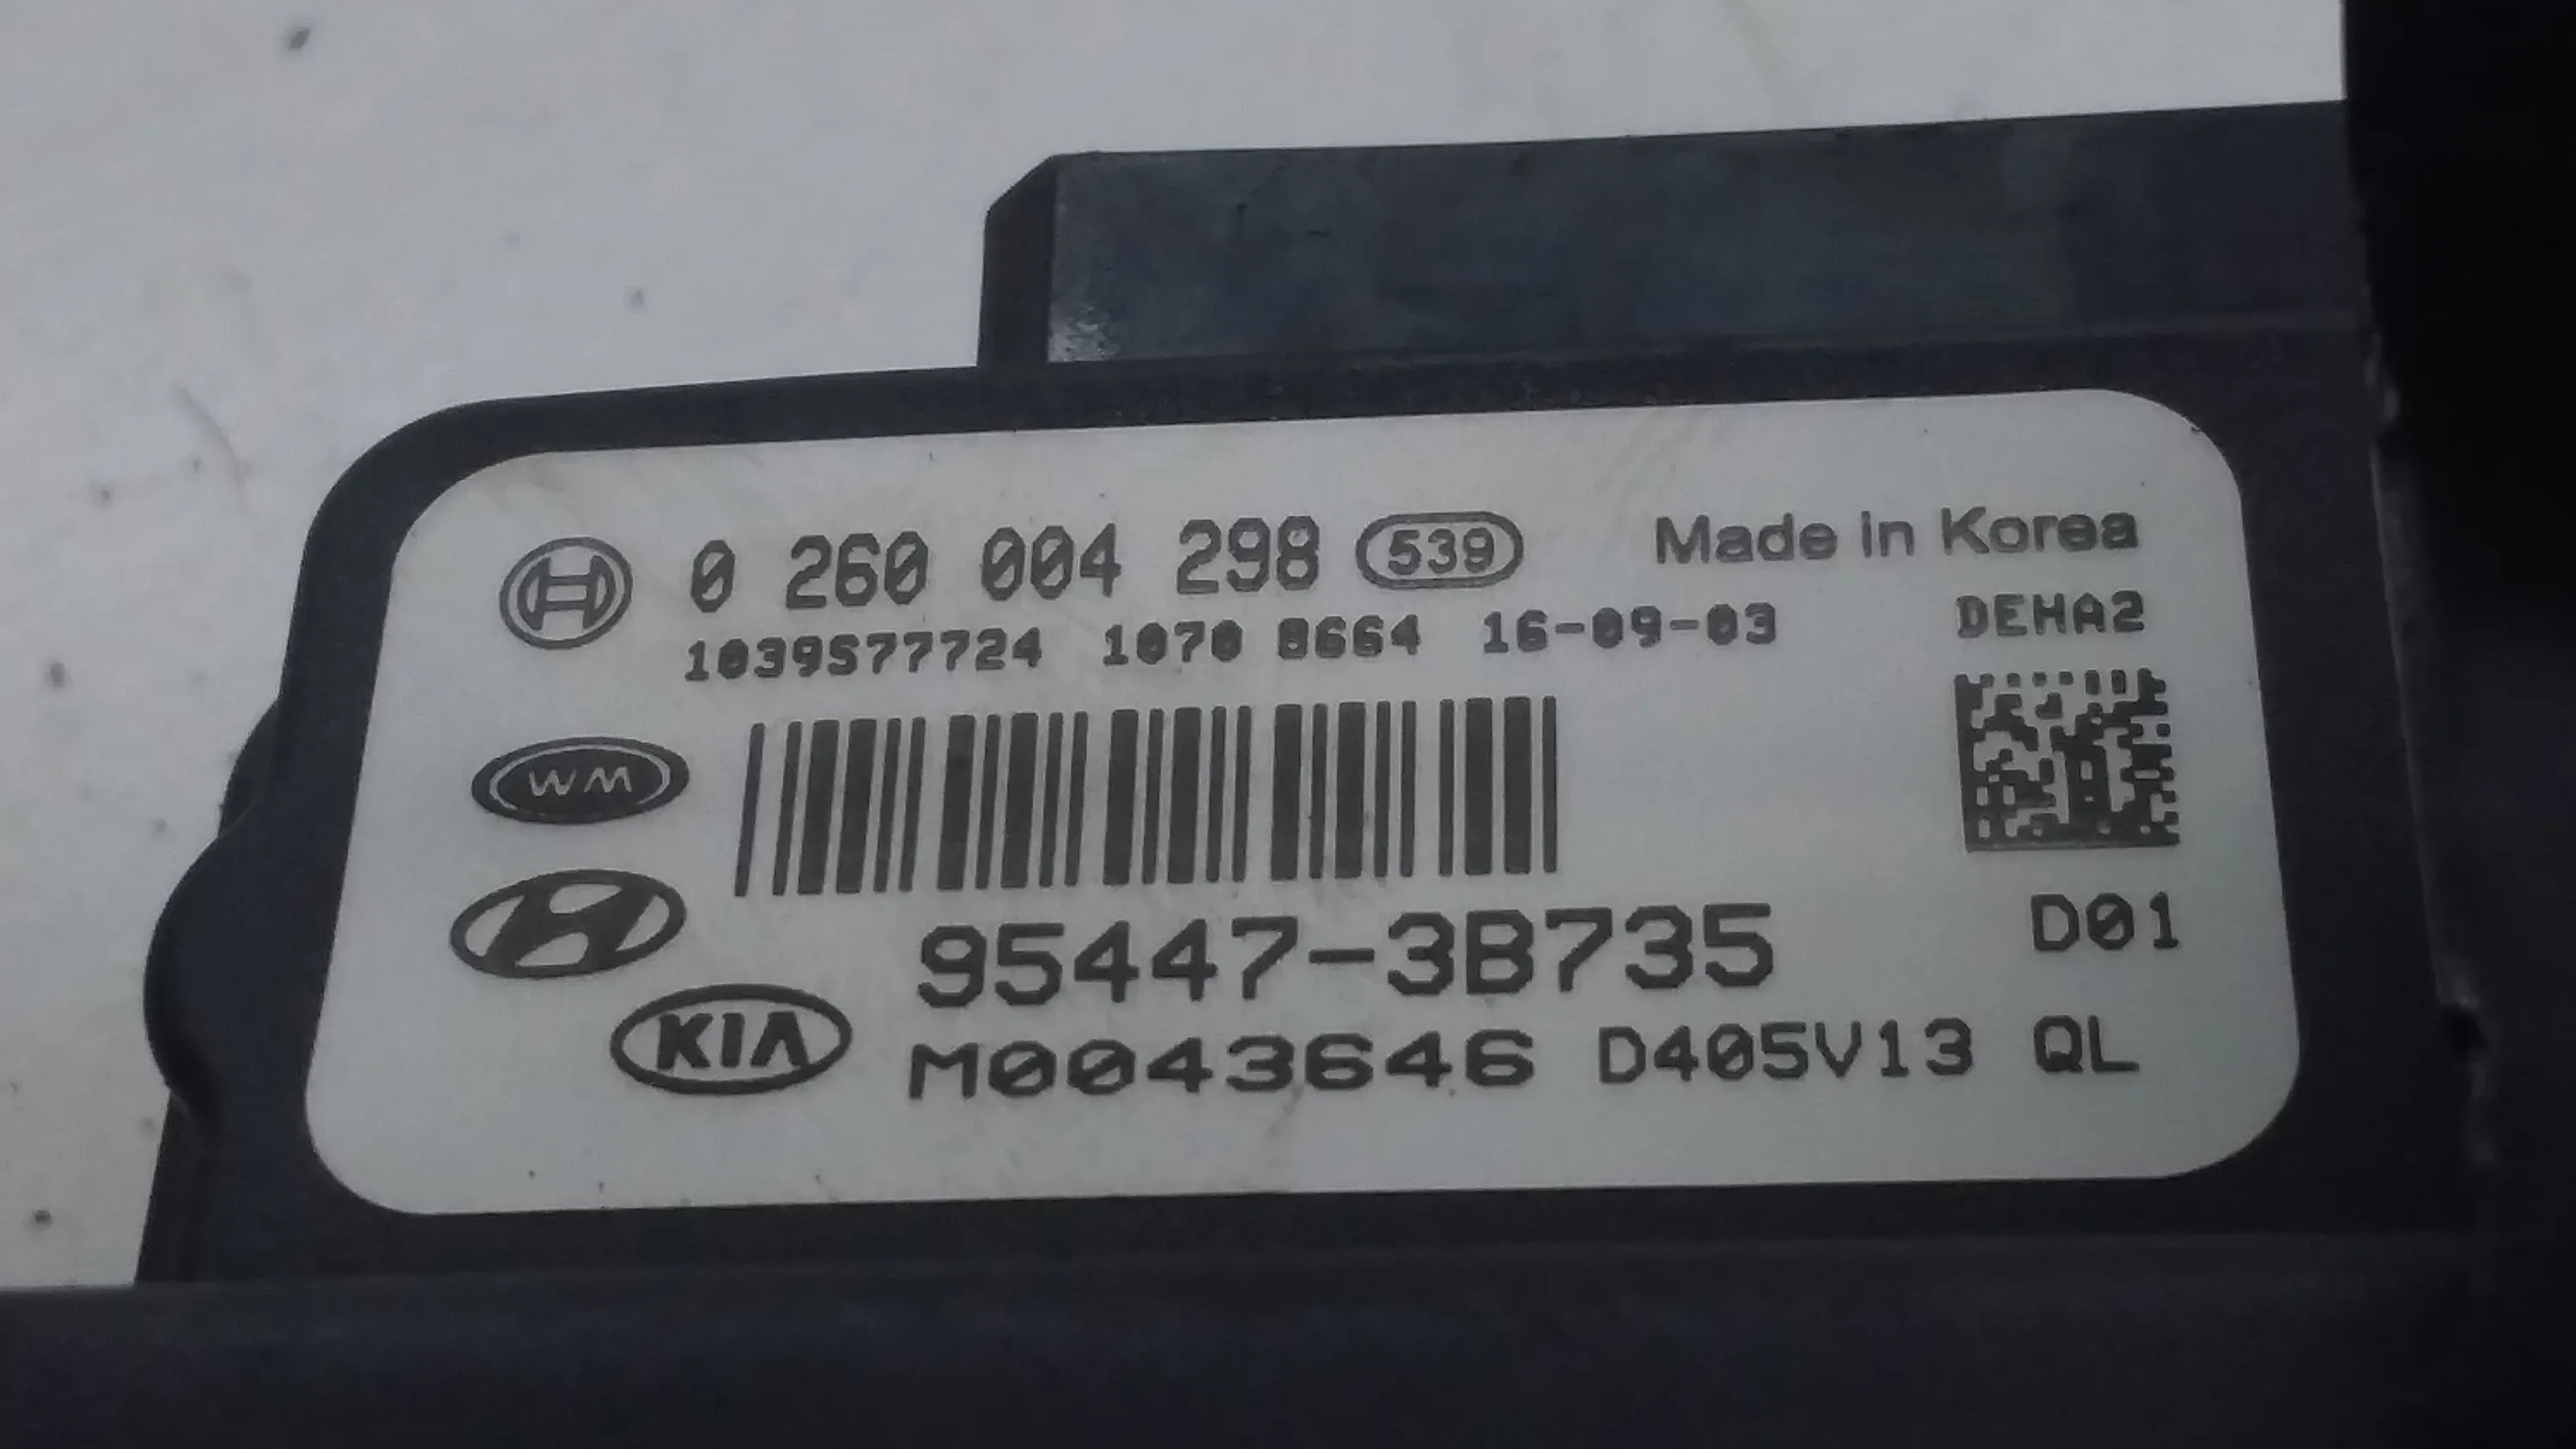 0 260 004 298 539 Made in Korea
1039S77724 1070 8664 16-09-03 DEHA2
WM
95447-3B735 D01
KIA M0043646 D405V13 QL